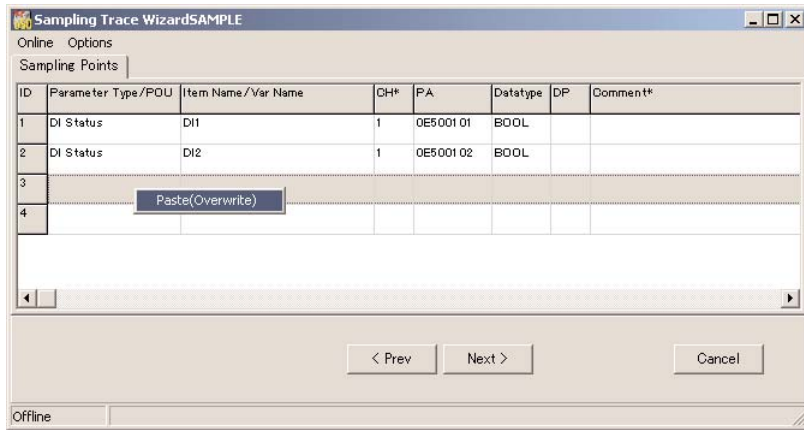 Sampling Trace WizardSAMPLE
Online Options
Sampling Points
ID Parameter Type/POU Item Name/Var Name CH* PA Datatype DP Comment*
1 DI Status DI1 1 0E500101 BOOL
2 DI Status DI2 1 0E500102 BOOL
3
Paste(Overwrite)
4
< Prev Next > Cancel
Offline